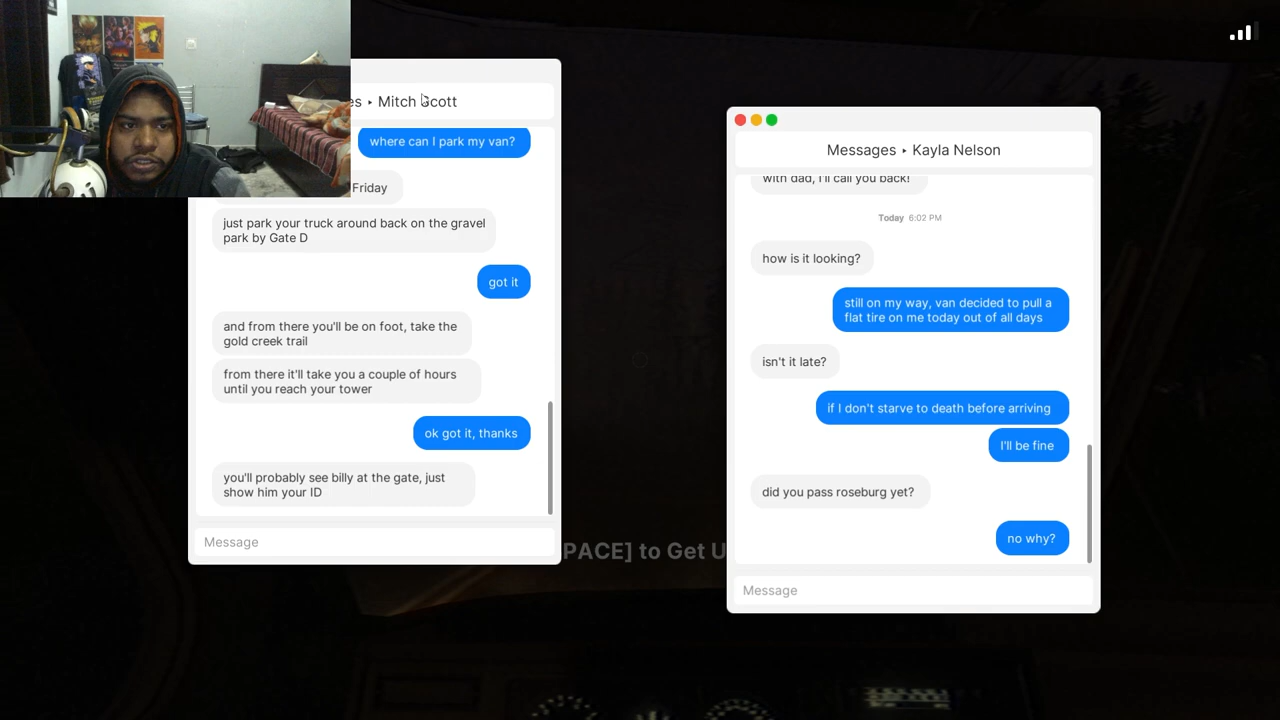 es ▸ Mitch Scott
where can I park my van?
Friday
just park your truck around back on the gravel
park by Gate D
got it
and from there you'll be on foot, take the
gold creek trail
from there it'll take you a couple of hours
until you reach your tower
ok got it, thanks
you'll probably see billy at the gate, just
show him your ID
Message
PACE] to Get U
Messages ▸ Kayla Nelson
with dad, I'll call you back!
Today 6:02 PM
how is it looking?
still on my way, van decided to pull a
flat tire on me today out of all days
isn't it late?
if I don't starve to death before arriving
I'll be fine
did you pass roseburg yet?
no why?
Message